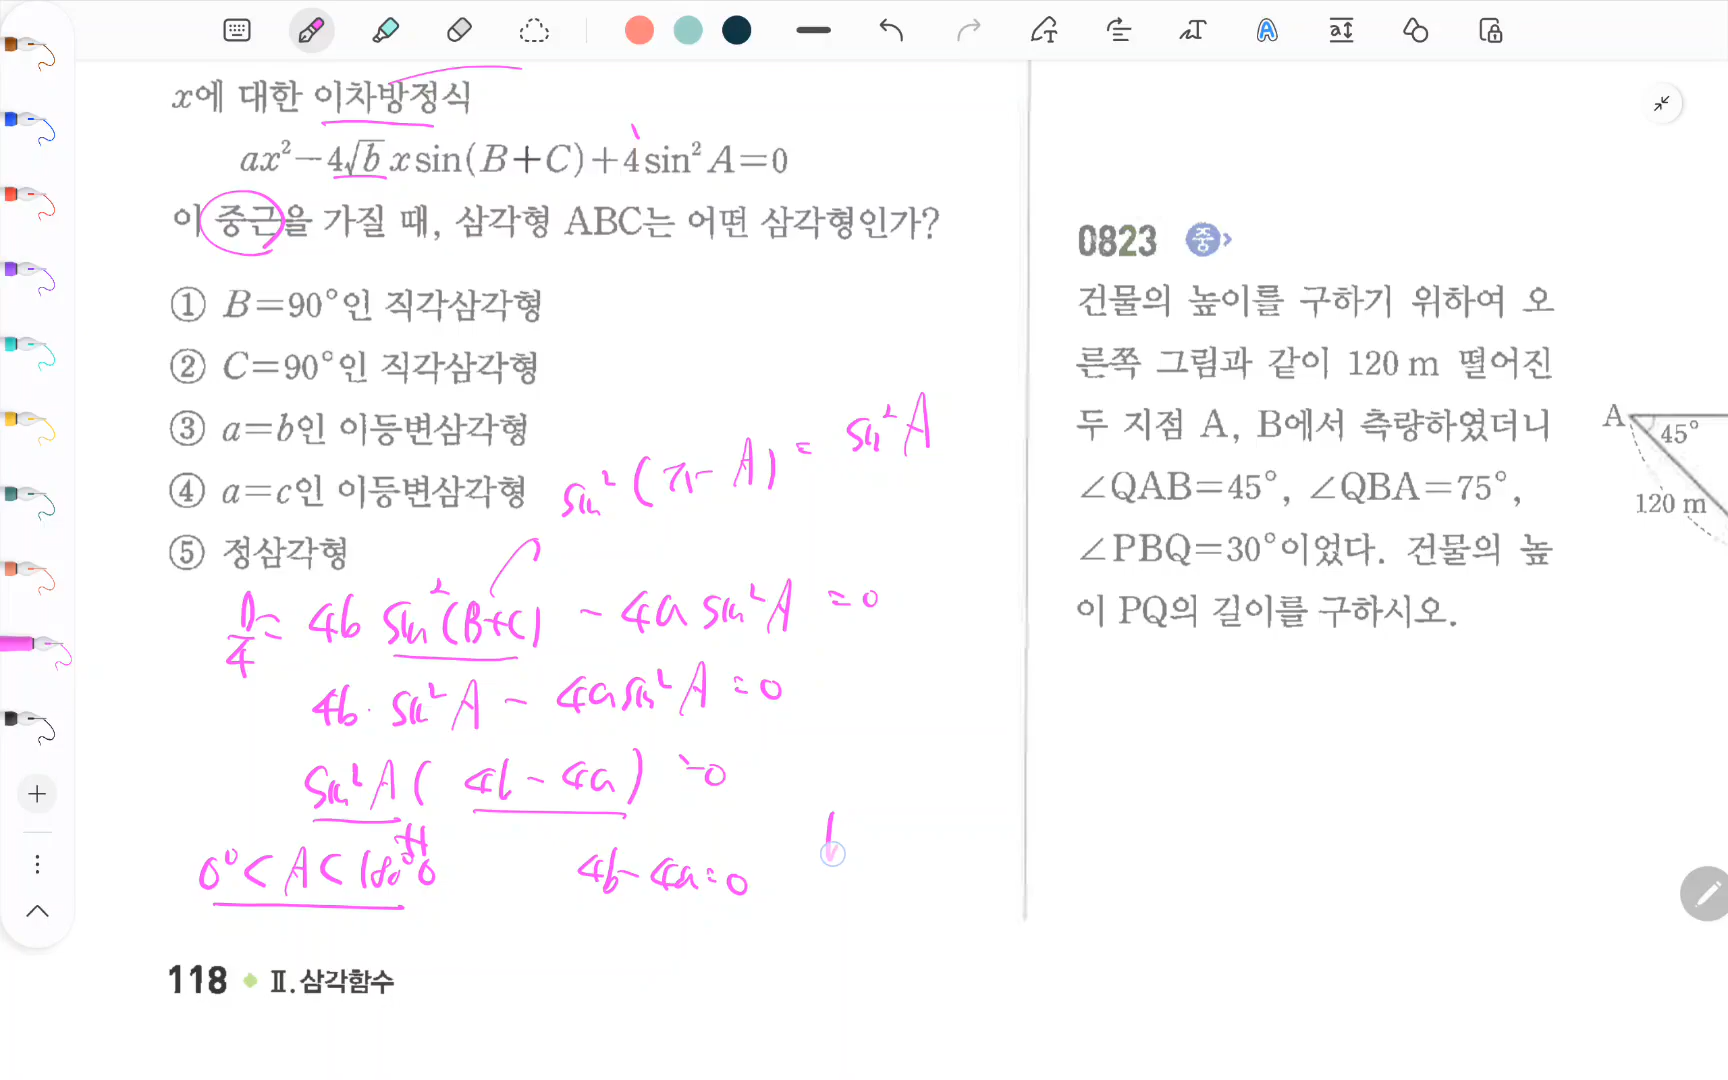 x에 대한 이차방정식
ax²-4√b x sin(B+C)+4 sin² A=0
이 중근을 가질 때, 삼각형 ABC는 어떤 삼각형인가?
① B=90°인 직각삼각형
② C=90°인 직각삼각형
③ a=b인 이등변삼각형
④ a=c인 이등변삼각형
⑤ 정삼각형
sin² (π- A) = sin² A
D/4 = 4b sin² (B+C) - 4a sin² A = 0
4b · sin² A - 4a sin² A = 0
sin² A ( 4b - 4a ) = 0
≠ 0
0° < A < 180°
4b - 4a = 0
b
118 Ⅱ. 삼각함수
0823 중
건물의 높이를 구하기 위하여 오
른쪽 그림과 같이 120 m 떨어진
두 지점 A, B에서 측량하였더니
∠QAB=45°, ∠QBA=75°,
∠PBQ=30°이었다. 건물의 높
이 PQ의 길이를 구하시오.
A
45°
120 m